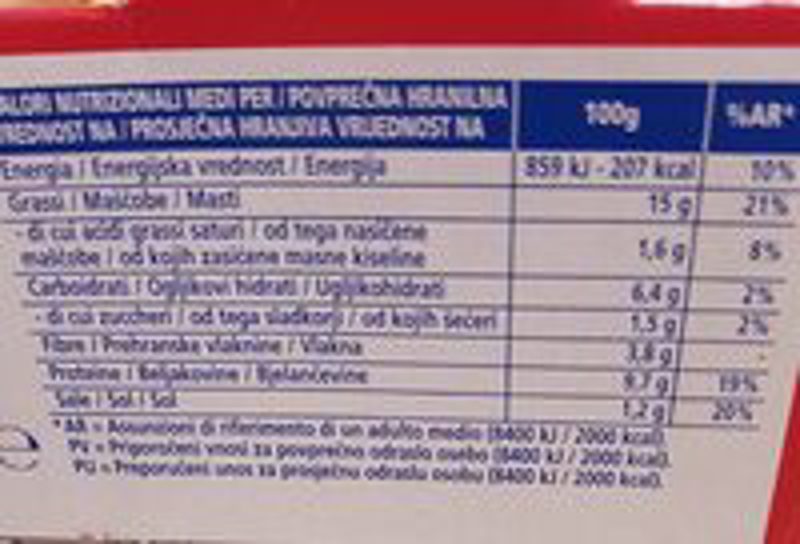 VALORI NUTRIZIONALI MEDI PER / POVPREČNA HRANILNA
VREDNOST NA / PROSJEČNA HRANJIVA VRIJEDNOST NA
100g
%AR*
Energia / Energijska vrednost / Energija 859 kJ - 207 kcal 10%
Grassi / Maščobe / Masti 15 g 21%
- di cui acidi grassi saturi / od tega nasičene
maščobe / od kojih zasićene masne kiseline 1,6 g 8%
Carboidrati / Ogljikovi hidrati / Ugljikohidrati 6,4 g 2%
- di cui zuccheri / od tega sladkorji / od kojih šećeri 1,5 g 2%
Fibre / Prehranske vlaknine / Vlakna 3,8 g -
Proteine / Beljakovine / Bjelančevine 9,7 g 19%
Sale / Sol / Sol 1,2 g 20%
*AR = Assunzioni di riferimento di un adulto medio (8400 kJ / 2000 kcal).
PV = Priporočeni vnosi za povprečno odraslo osebo (8400 kJ / 2000 kcal).
PU = Preporučeni unos za prosječnu odraslu osobu (8400 kJ / 2000 kcal).